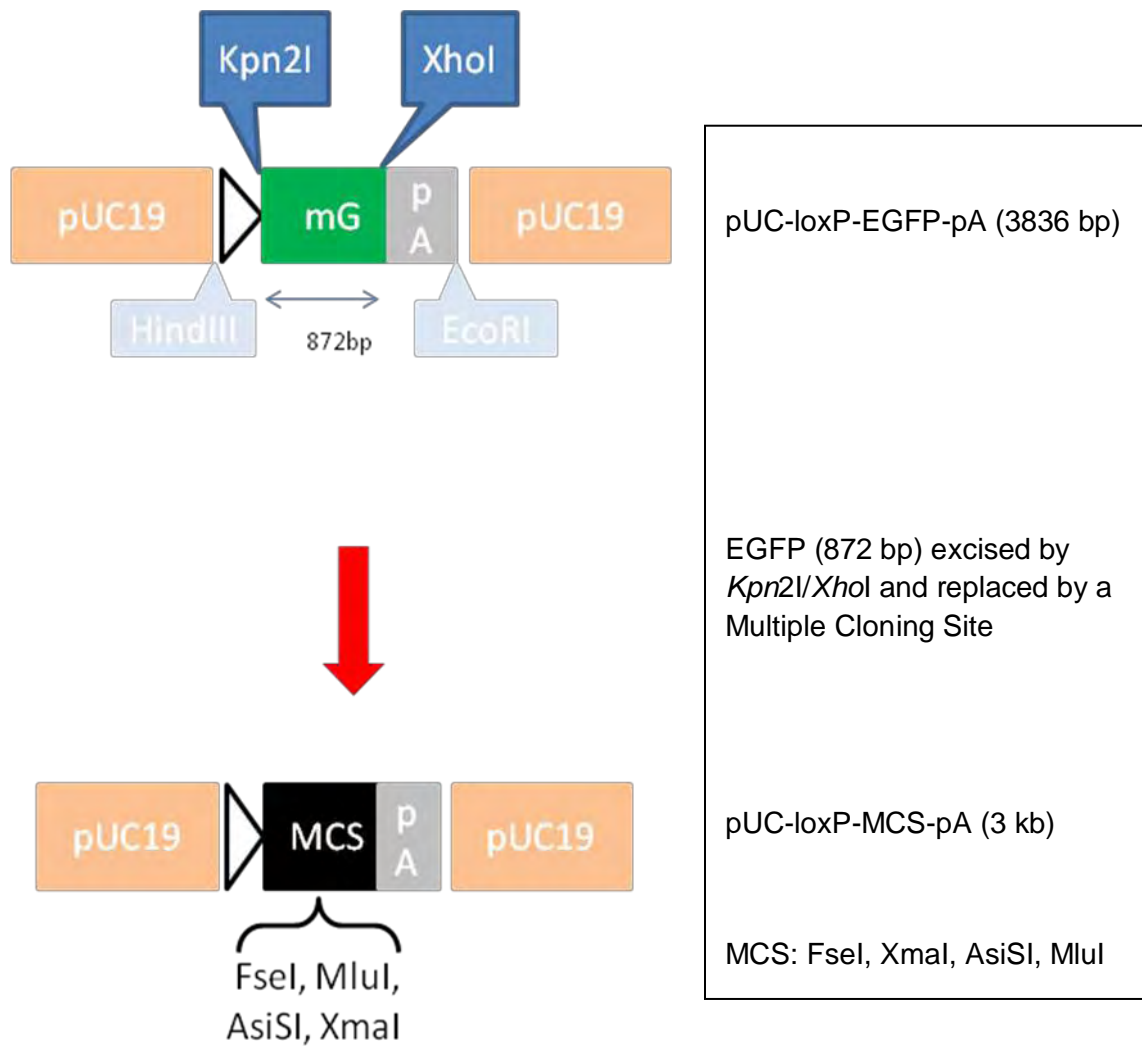 Kpn2I
XhoI
pUC19
mG
p
A
pUC19
HindIII
872bp
EcoRI
pUC-loxP-EGFP-pA (3836 bp)
EGFP (872 bp) excised by
Kpn2I/XhoI and replaced by a
Multiple Cloning Site
pUC19
MCS
p
A
pUC19
pUC-loxP-MCS-pA (3 kb)
FseI, MluI,
AsiSI, XmaI
MCS: FseI, XmaI, AsiSI, MluI